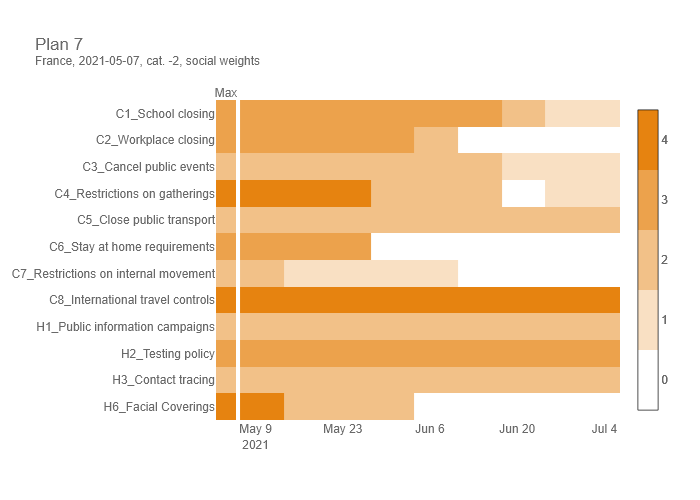 Plan 7
France, 2021-05-07, cat. -2, social weights
Max
C1_School closing
C2_Workplace closing
C3_Cancel public events
C4_Restrictions on gatherings
C5_Close public transport
C6_Stay at home requirements
C7_Restrictions on internal movement
C8_International travel controls
H1_Public information campaigns
H2_Testing policy
H3_Contact tracing
H6_Facial Coverings
May 9 May 23 Jun 6 Jun 20 Jul 4
2021
4
3
2
1
0